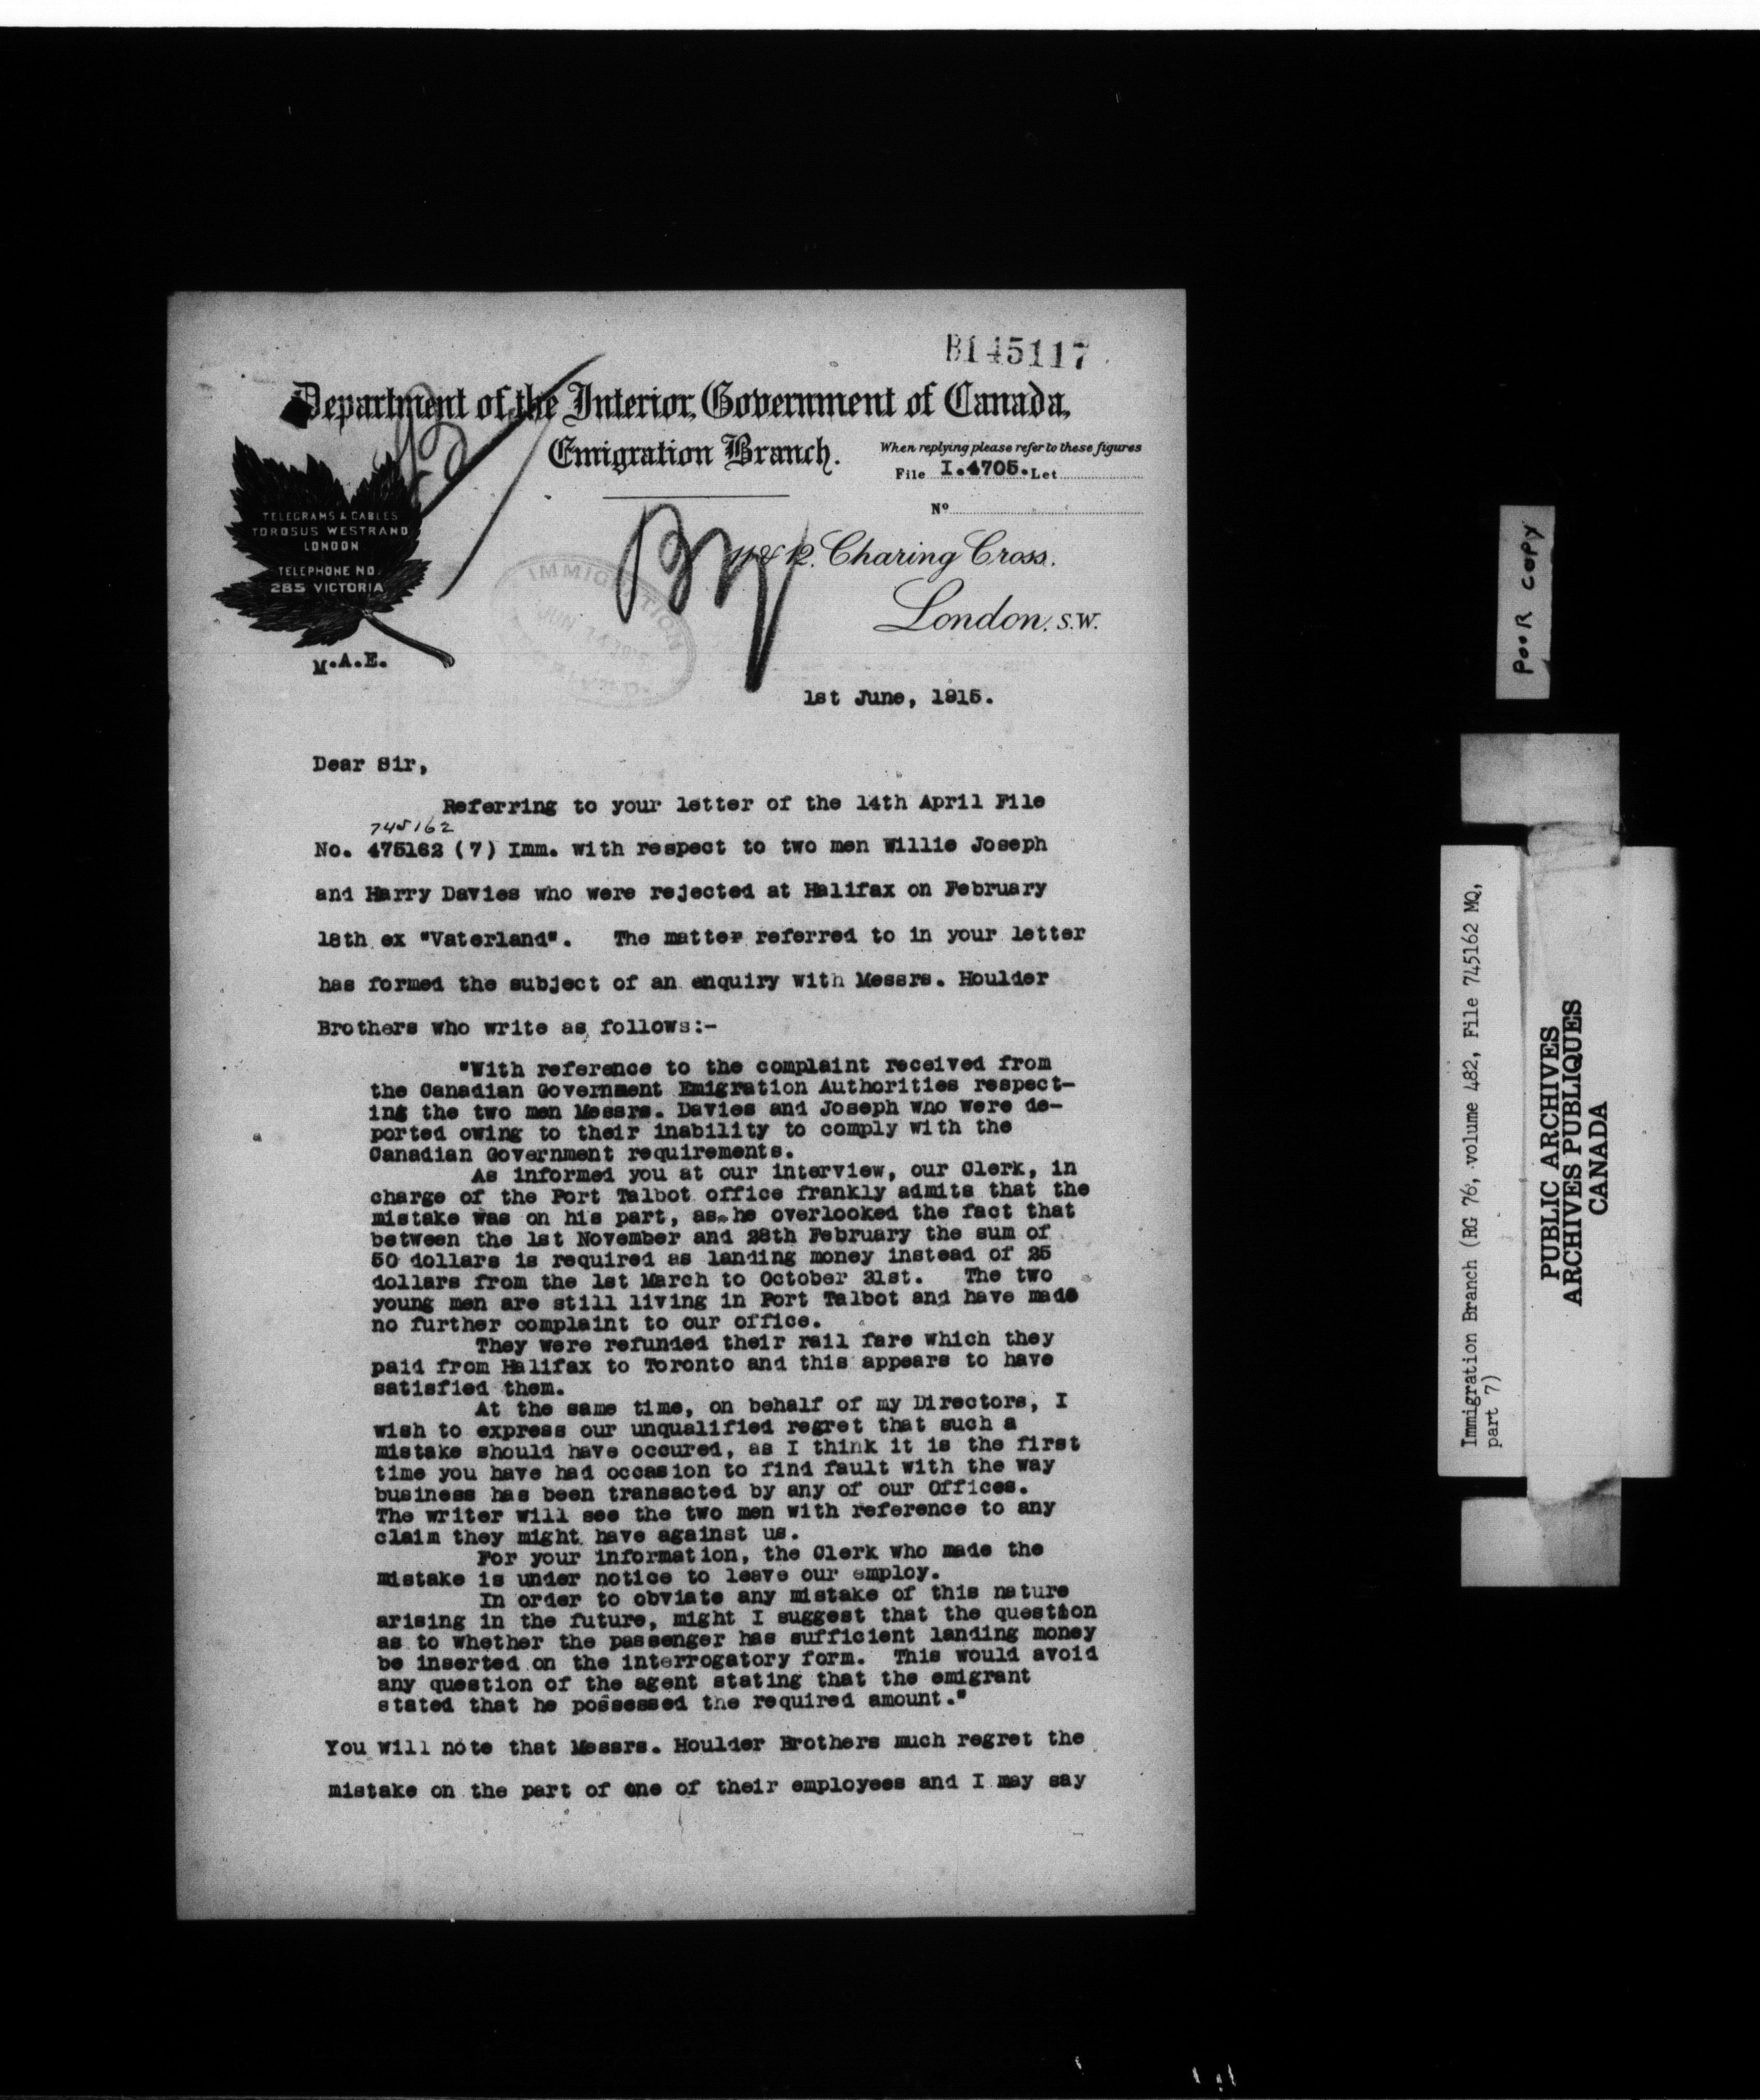 B145117
Department of the Interior, Government of Canada,
Emigration Branch.
When replying please refer to these figures
File I.4705. Let
No
TELEGRAMS & CABLES
TOROSUS WESTRAND
LONDON
TELEPHONE NO.
285 VICTORIA
11 & 12. Charing Cross.
London. S.W.
IMMIGRATION
JUN 14 1915
M.A.E.
1st June, 1915.
Dear Sir,
Referring to your letter of the 14th April File
745162
No. 475162 (7) Imm. with respect to two men Willie Joseph
and Harry Davies who were rejected at Halifax on February
18th ex "Vaterland". The matter referred to in your letter
has formed the subject of an enquiry with Messrs. Houlder
Brothers who write as follows:-
"With reference to the complaint received from
the Canadian Government Emigration Authorities respect-
ing the two men Messrs. Davies and Joseph who were de-
ported owing to their inability to comply with the
Canadian Government requirements.
As informed you at our interview, our Clerk, in
charge of the Port Talbot office frankly admits that the
mistake was on his part, as he overlooked the fact that
between the 1st November and 28th February the sum of
50 dollars is required as landing money instead of 25
dollars from the 1st March to October 31st. The two
young men are still living in Port Talbot and have made
no further complaint to our office.
They were refunded their rail fare which they
paid from Halifax to Toronto and this appears to have
satisfied them.
At the same time, on behalf of my Directors, I
wish to express our unqualified regret that such a
mistake should have occured, as I think it is the first
time you have had occasion to find fault with the way
business has been transacted by any of our Offices.
The writer will see the two men with reference to any
claim they might have against us.
For your information, the Clerk who made the
mistake is under notice to leave our employ.
In order to obviate any mistake of this nature
arising in the future, might I suggest that the question
as to whether the passenger has sufficient landing money
be inserted on the interrogatory form. This would avoid
any question of the agent stating that the emigrant
stated that he possessed the required amount."
You will note that Messrs. Houlder Brothers much regret the
mistake on the part of one of their employees and I may say
Poor copy
Immigration Branch (RG 76, volume 482, File 745162 MQ,
part 7)
PUBLIC ARCHIVES
ARCHIVES PUBLIQUES
CANADA